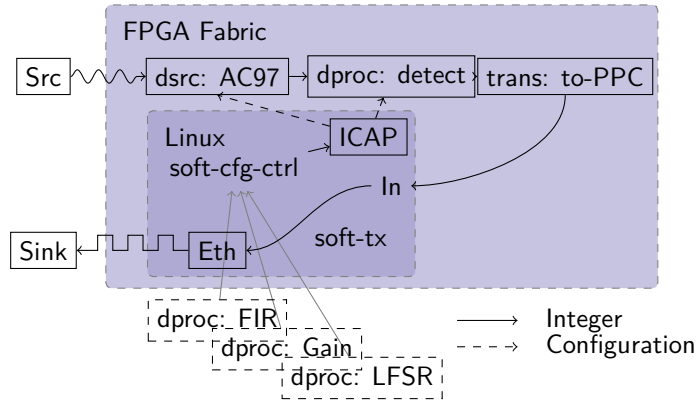 FPGA Fabric
Src
dsrc: AC97
dproc: detect
trans: to-PPC
Linux
ICAP
soft-cfg-ctrl
In
soft-tx
Sink
Eth
dproc: FIR
dproc: Gain
dproc: LFSR
Integer
Configuration